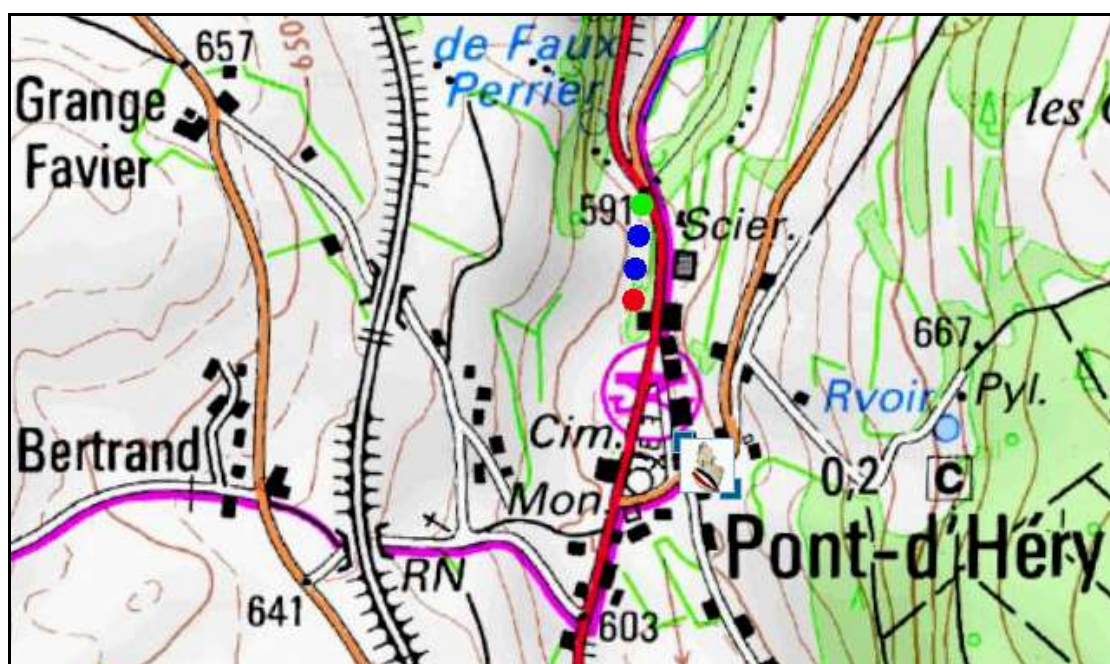 657
650
de Faux
Perrier
Grange
Favier
les
591
Scier.
667
Rvoir
Pyl.
Bertrand
Cim.
0,2
C
Mon.
Pont-d'Héry
RN
641
603